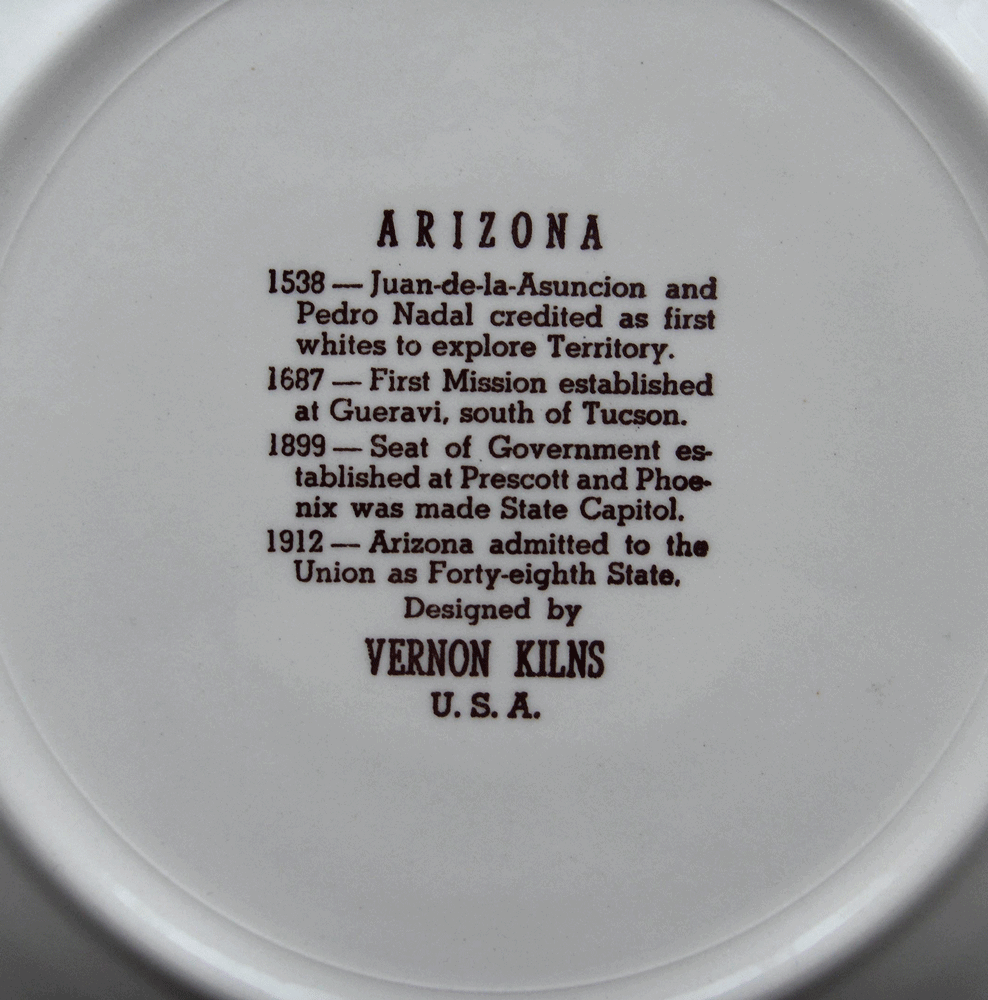 ARIZONA
1538 — Juan-de-la-Asuncion and
Pedro Nadal credited as first
whites to explore Territory.
1687 — First Mission established
at Gueravi, south of Tucson.
1899 — Seat of Government es-
tablished at Prescott and Phoe-
nix was made State Capitol.
1912 — Arizona admitted to the
Union as Forty-eighth State.
Designed by
VERNON KILNS
U. S. A.